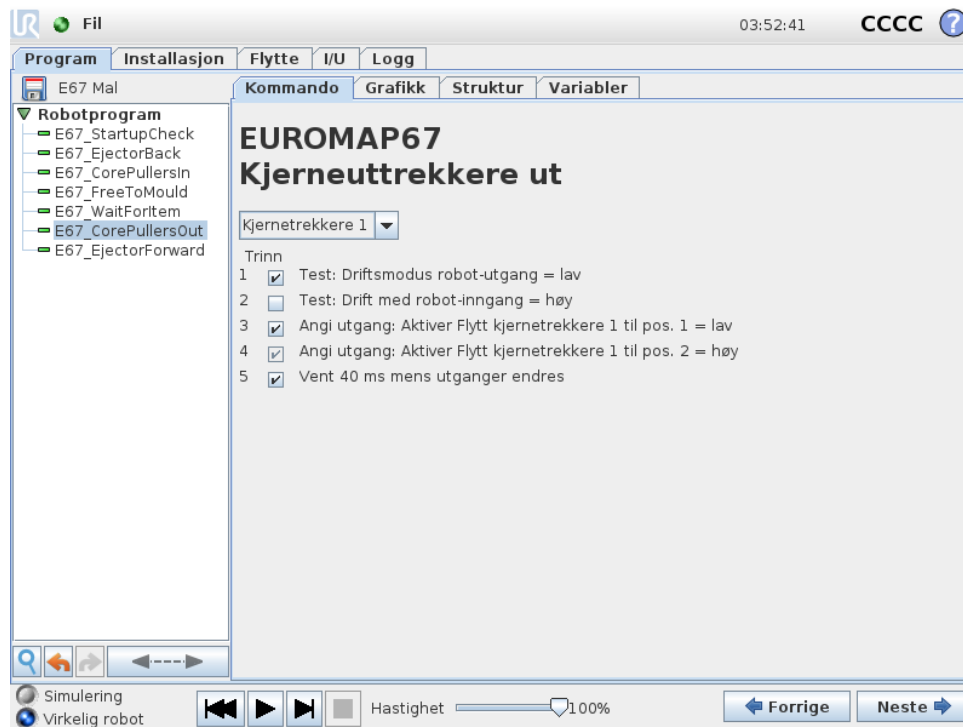 UR Fil 03:52:41 CCCC ?
Program Installasjon Flytte I/U Logg
E67 Mal
Kommando Grafikk Struktur Variabler
Robotprogram
E67_StartupCheck
E67_EjectorBack
E67_CorePullersIn
E67_FreeToMould
E67_WaitForItem
E67_CorePullersOut
E67_EjectorForward
EUROMAP67
Kjerneuttrekkere ut
Kjernetrekkere 1
Trinn
1 Test: Driftsmodus robot-utgang = lav
2 Test: Drift med robot-inngang = høy
3 Angi utgang: Aktiver Flytt kjernetrekkere 1 til pos. 1 = lav
4 Angi utgang: Aktiver Flytt kjernetrekkere 1 til pos. 2 = høy
5 Vent 40 ms mens utganger endres
Simulering
Virkelig robot
Hastighet 100%
Forrige Neste